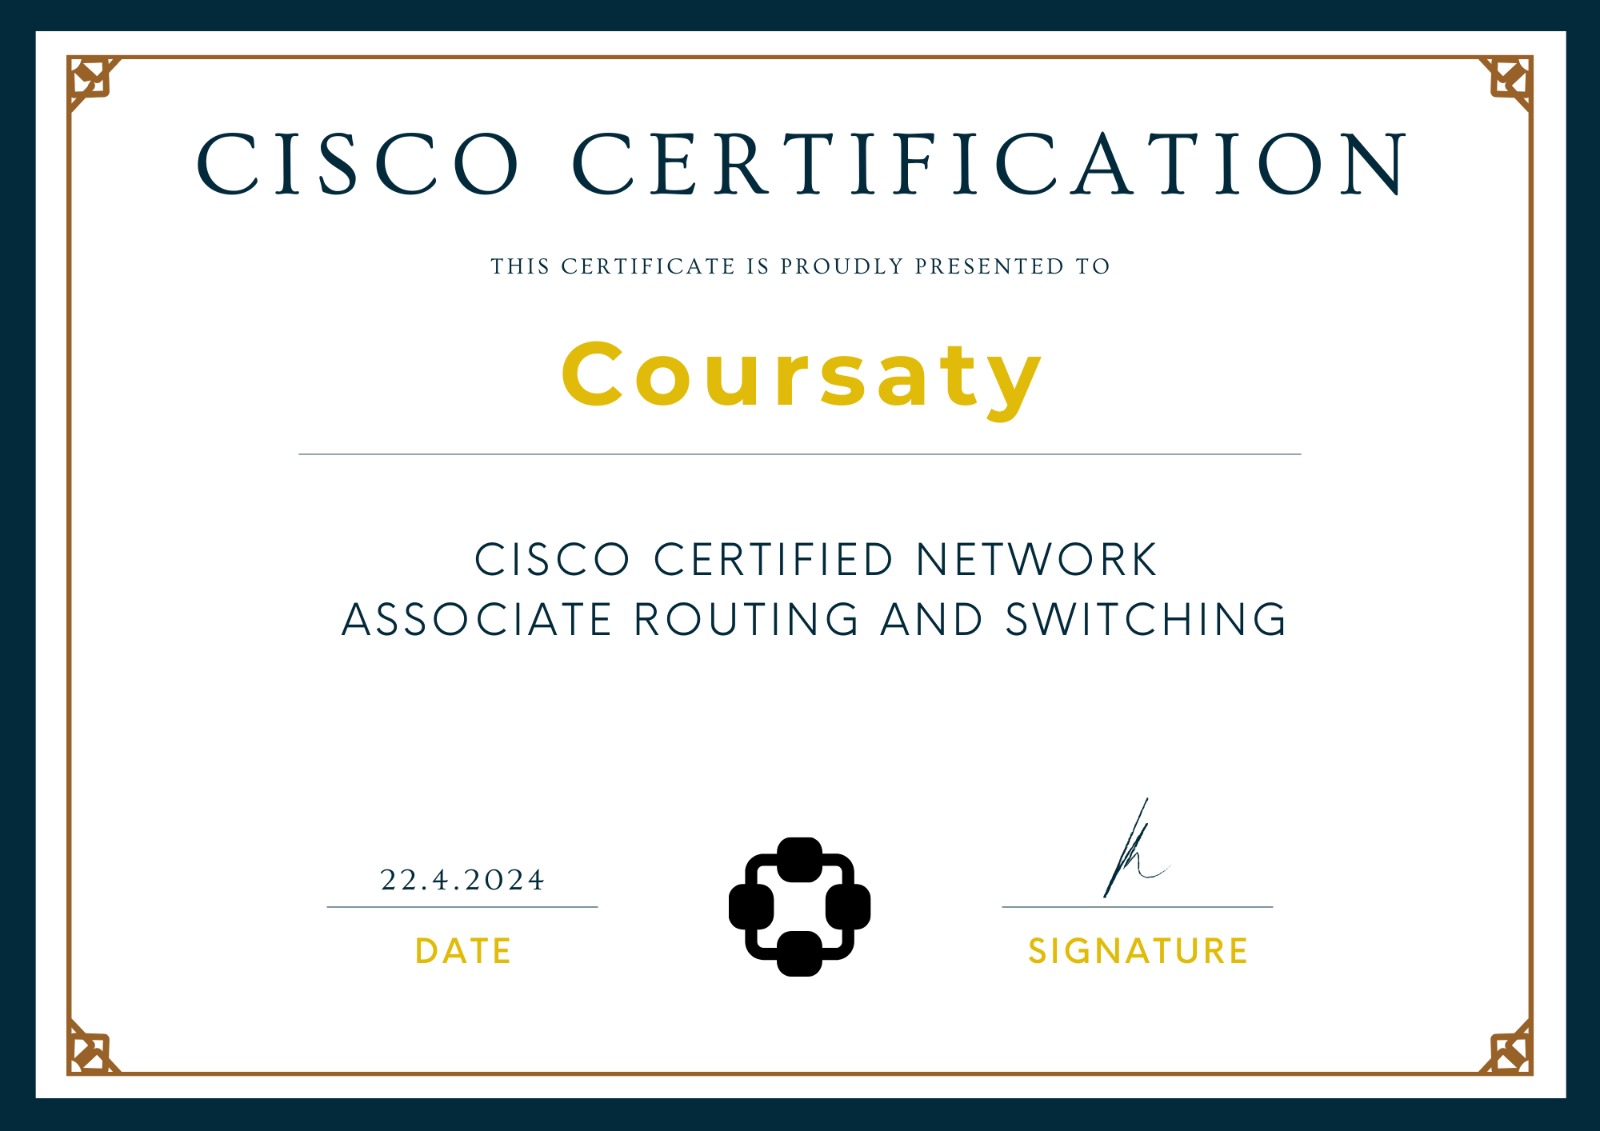 CISCO CERTIFICATION
THIS CERTIFICATE IS PROUDLY PRESENTED TO
Coursaty
CISCO CERTIFIED NETWORK
ASSOCIATE ROUTING AND SWITCHING
22.4.2024
DATE
SIGNATURE